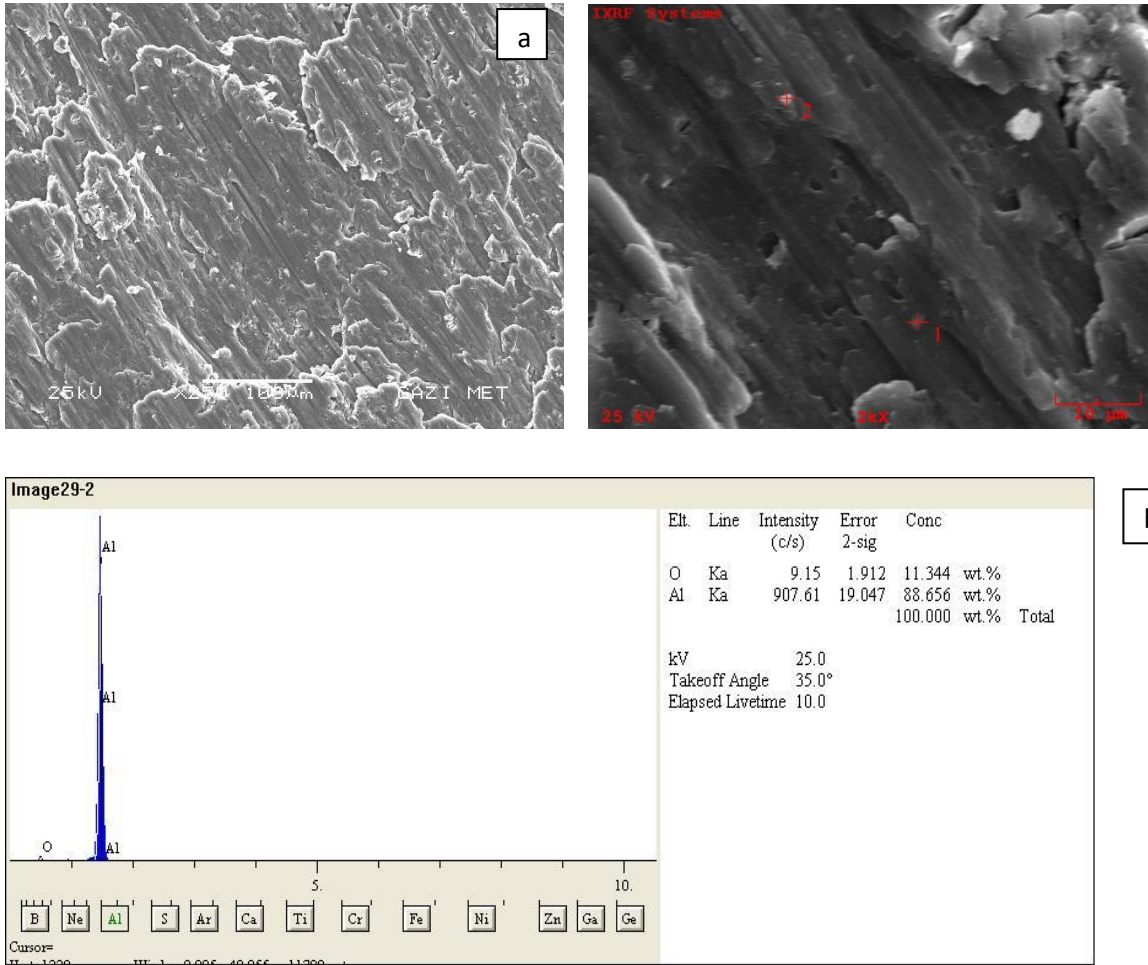 a
25kU X250 100µm GAZI MET
IXRF Systems
2
1
25 kV 2kX 10 µm
Image29-2
Al
Al
O Al
5. 10.
B Ne Al S Ar Ca Ti Cr Fe Ni Zn Ga Ge
Cursor=
Elt. Line Intensity Error Conc
(c/s) 2-sig
O Ka 9.15 1.912 11.344 wt.%
Al Ka 907.61 19.047 88.656 wt.%
100.000 wt.% Total
kV 25.0
Takeoff Angle 35.0°
Elapsed Livetime 10.0